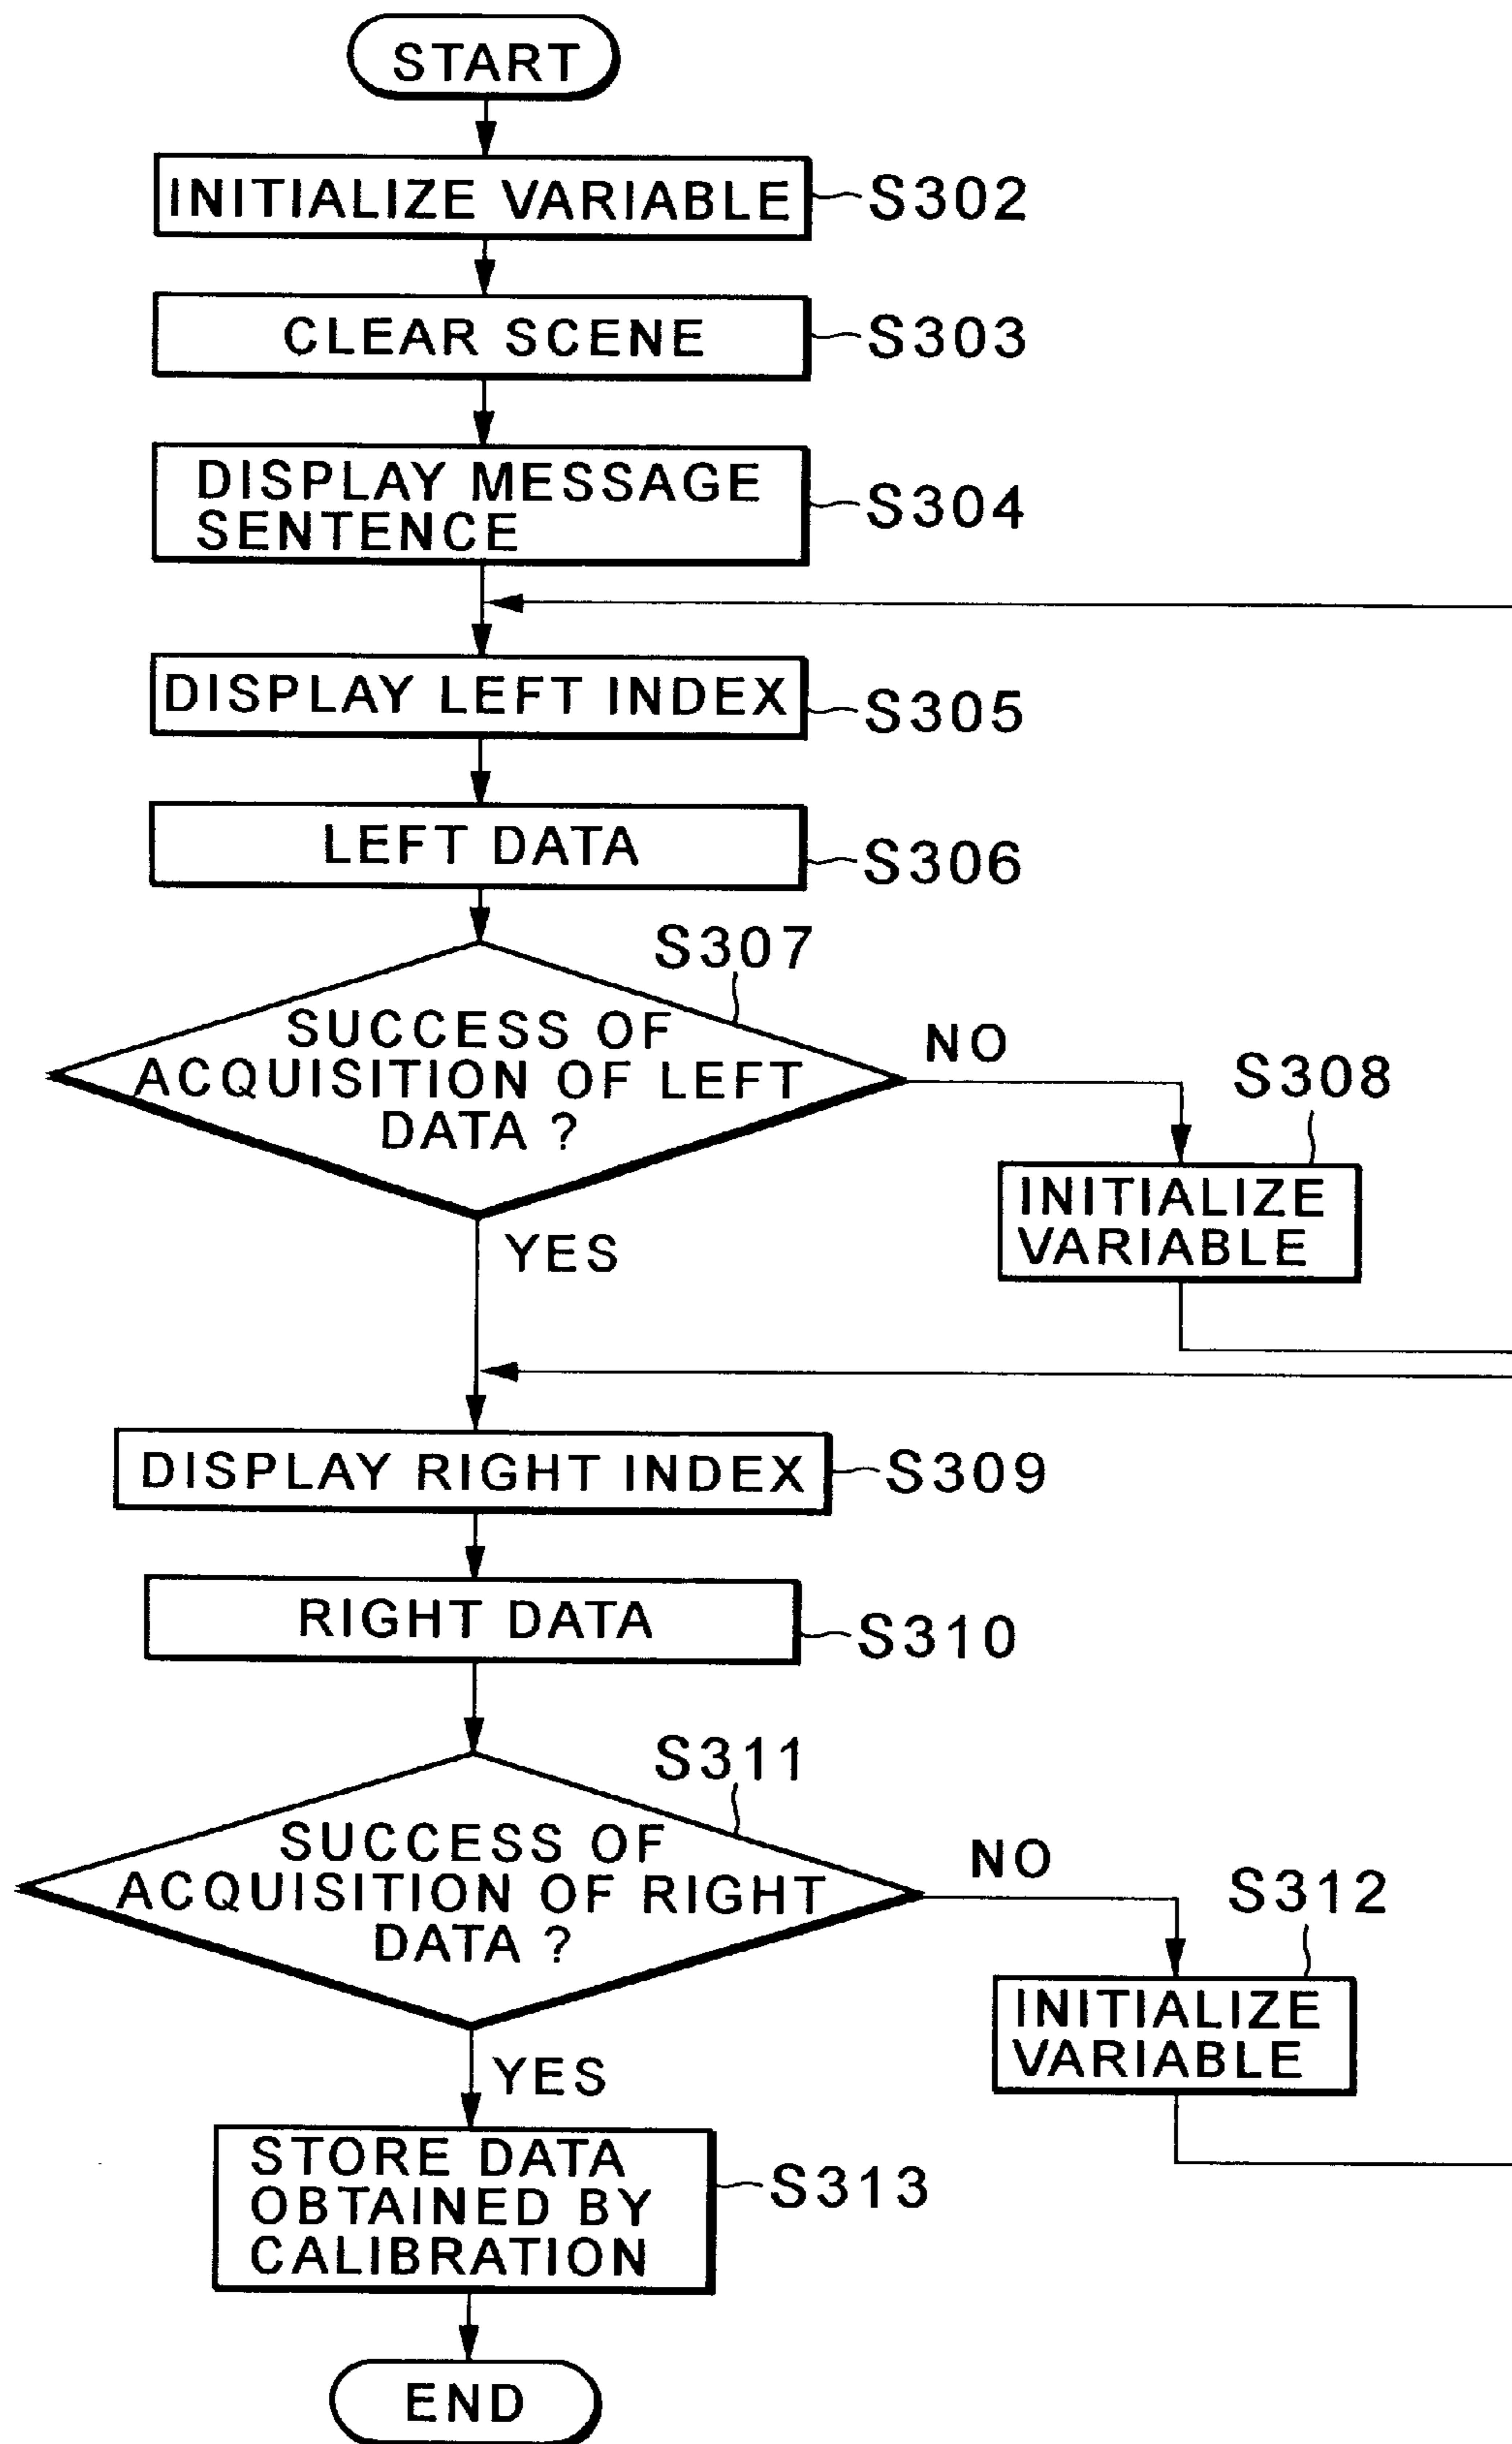 START
INITIALIZE VARIABLE
S302
CLEAR SCENE
S303
DISPLAY MESSAGE
SENTENCE
S304
DISPLAY LEFT INDEX
S305
LEFT DATA
S306
S307
SUCCESS OF
ACQUISITION OF LEFT
DATA ?
NO
S308
INITIALIZE
VARIABLE
YES
DISPLAY RIGHT INDEX
S309
RIGHT DATA
S310
S311
SUCCESS OF
ACQUISITION OF RIGHT
DATA ?
NO
S312
INITIALIZE
VARIABLE
YES
STORE DATA
OBTAINED BY
CALIBRATION
S313
END